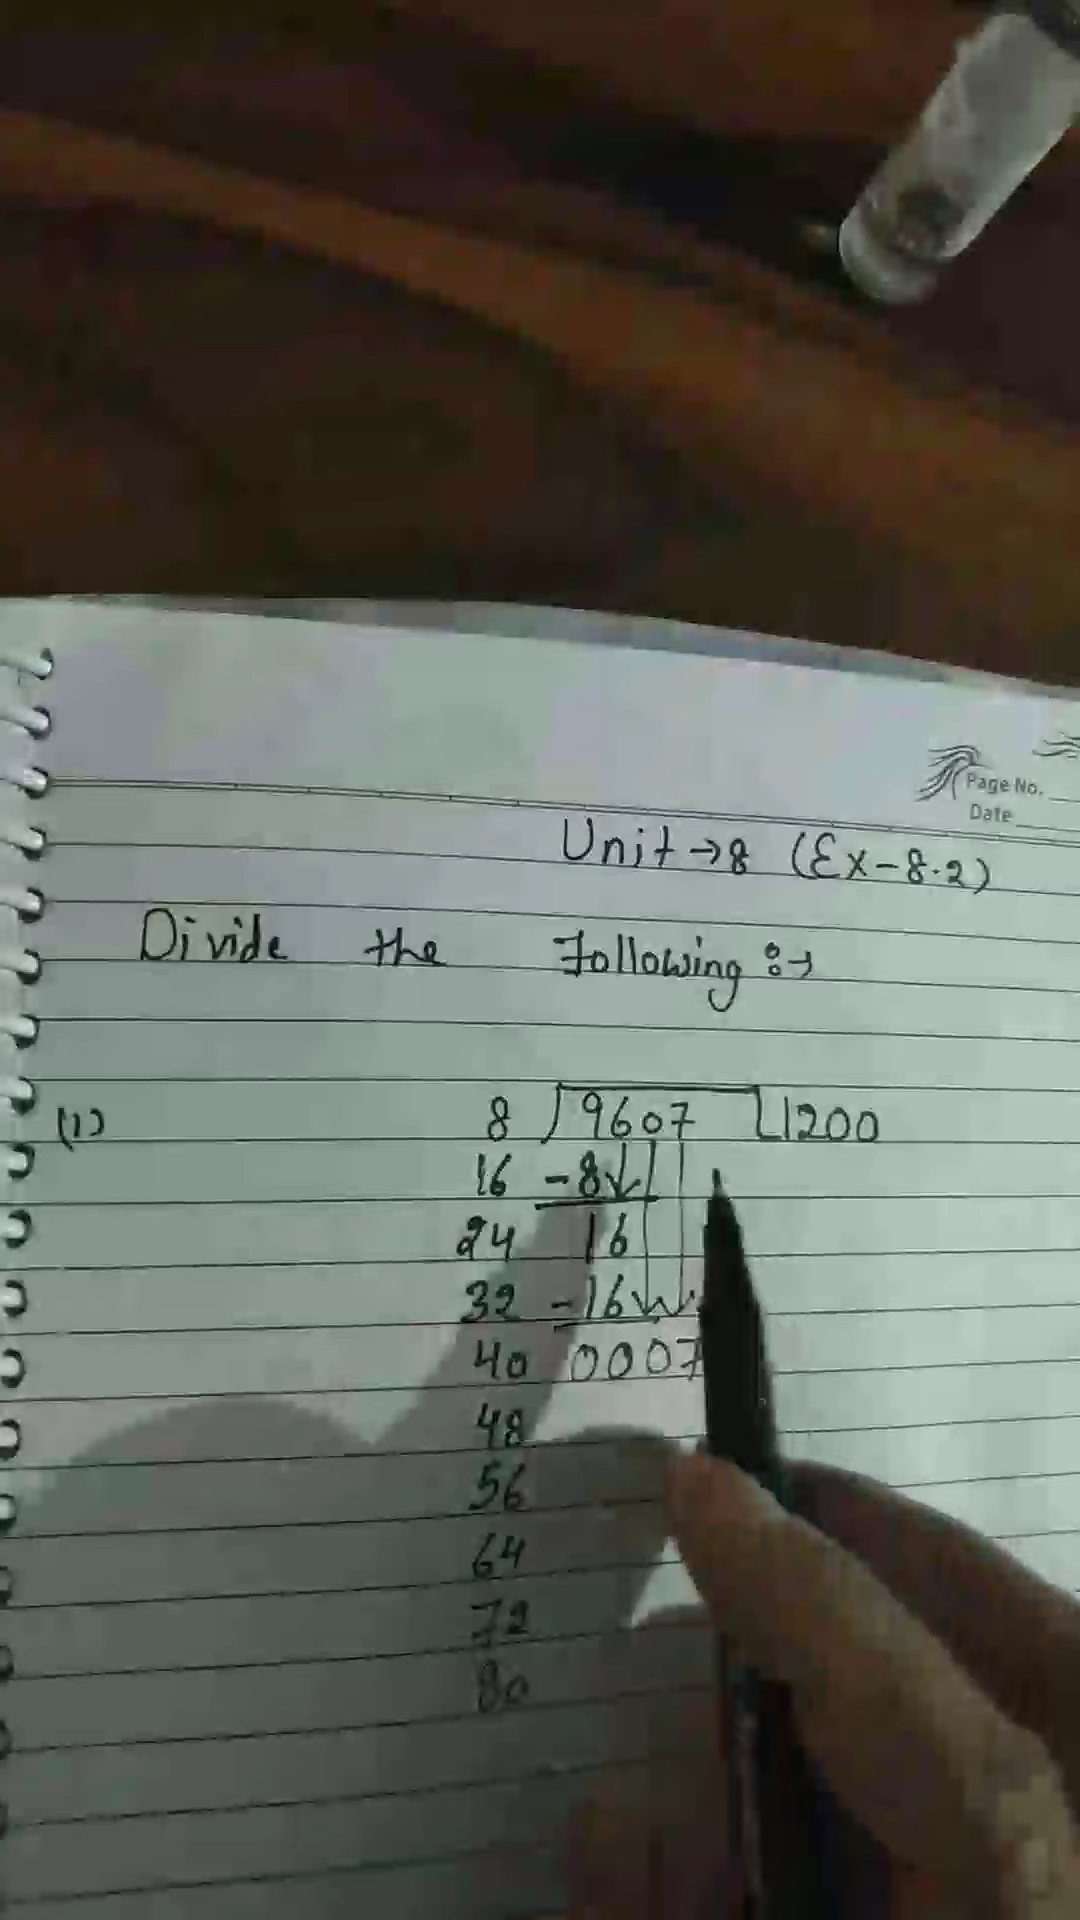 Page No.
Date
Unit → 8 (Ex-8.2)
Divide the Following :→
(1) 8 ) 9607 1200
16 -8
24 16
32 -16
40 0007
48
56
64
72
80